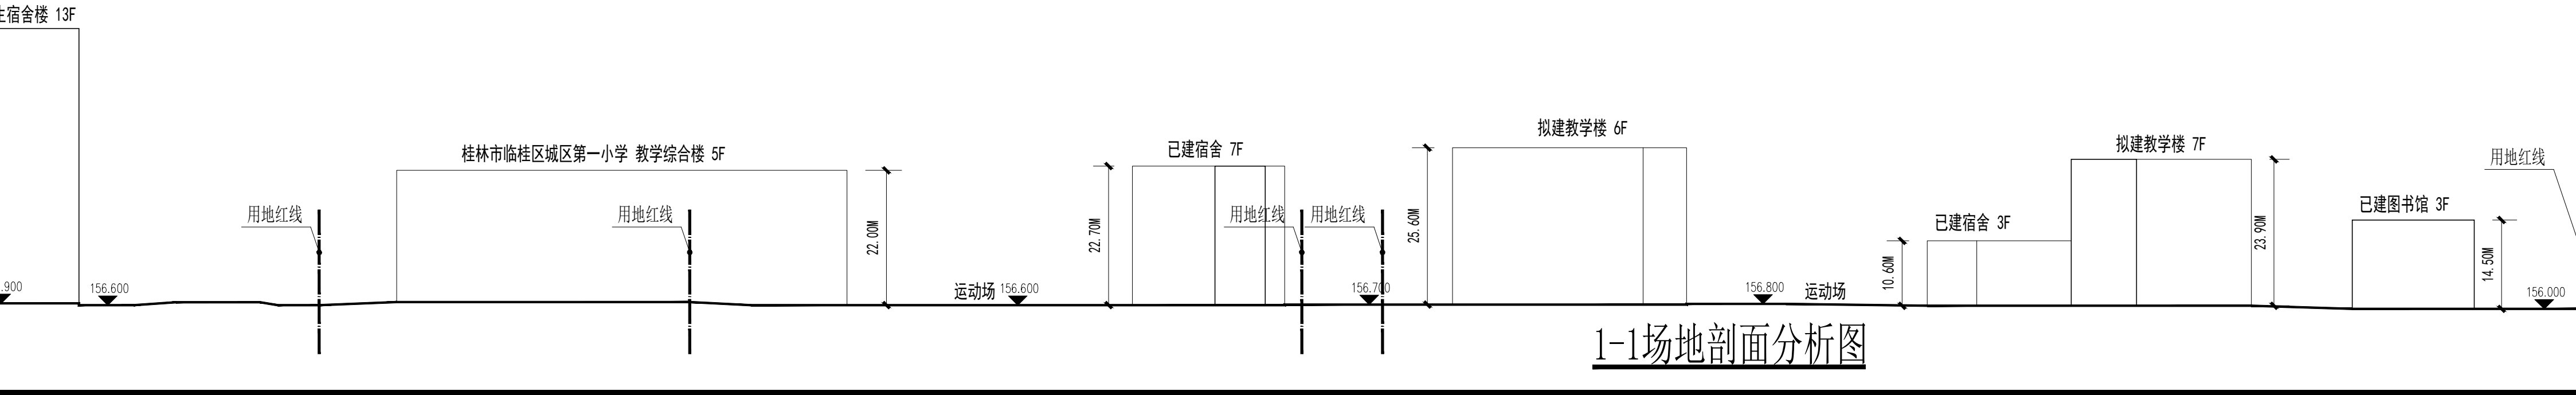 生宿舍楼 13F
.900
156.600
用地红线
桂林市临桂区城区第一小学 教学综合楼 5F
用地红线
22.00M
运动场 156.600
22.70M
已建宿舍 7F
用地红线
用地红线
156.700
25.60M
拟建教学楼 6F
156.800
运动场
10.60M
已建宿舍 3F
拟建教学楼 7F
23.90M
已建图书馆 3F
14.50M
用地红线
156.000
1-1场地剖面分析图